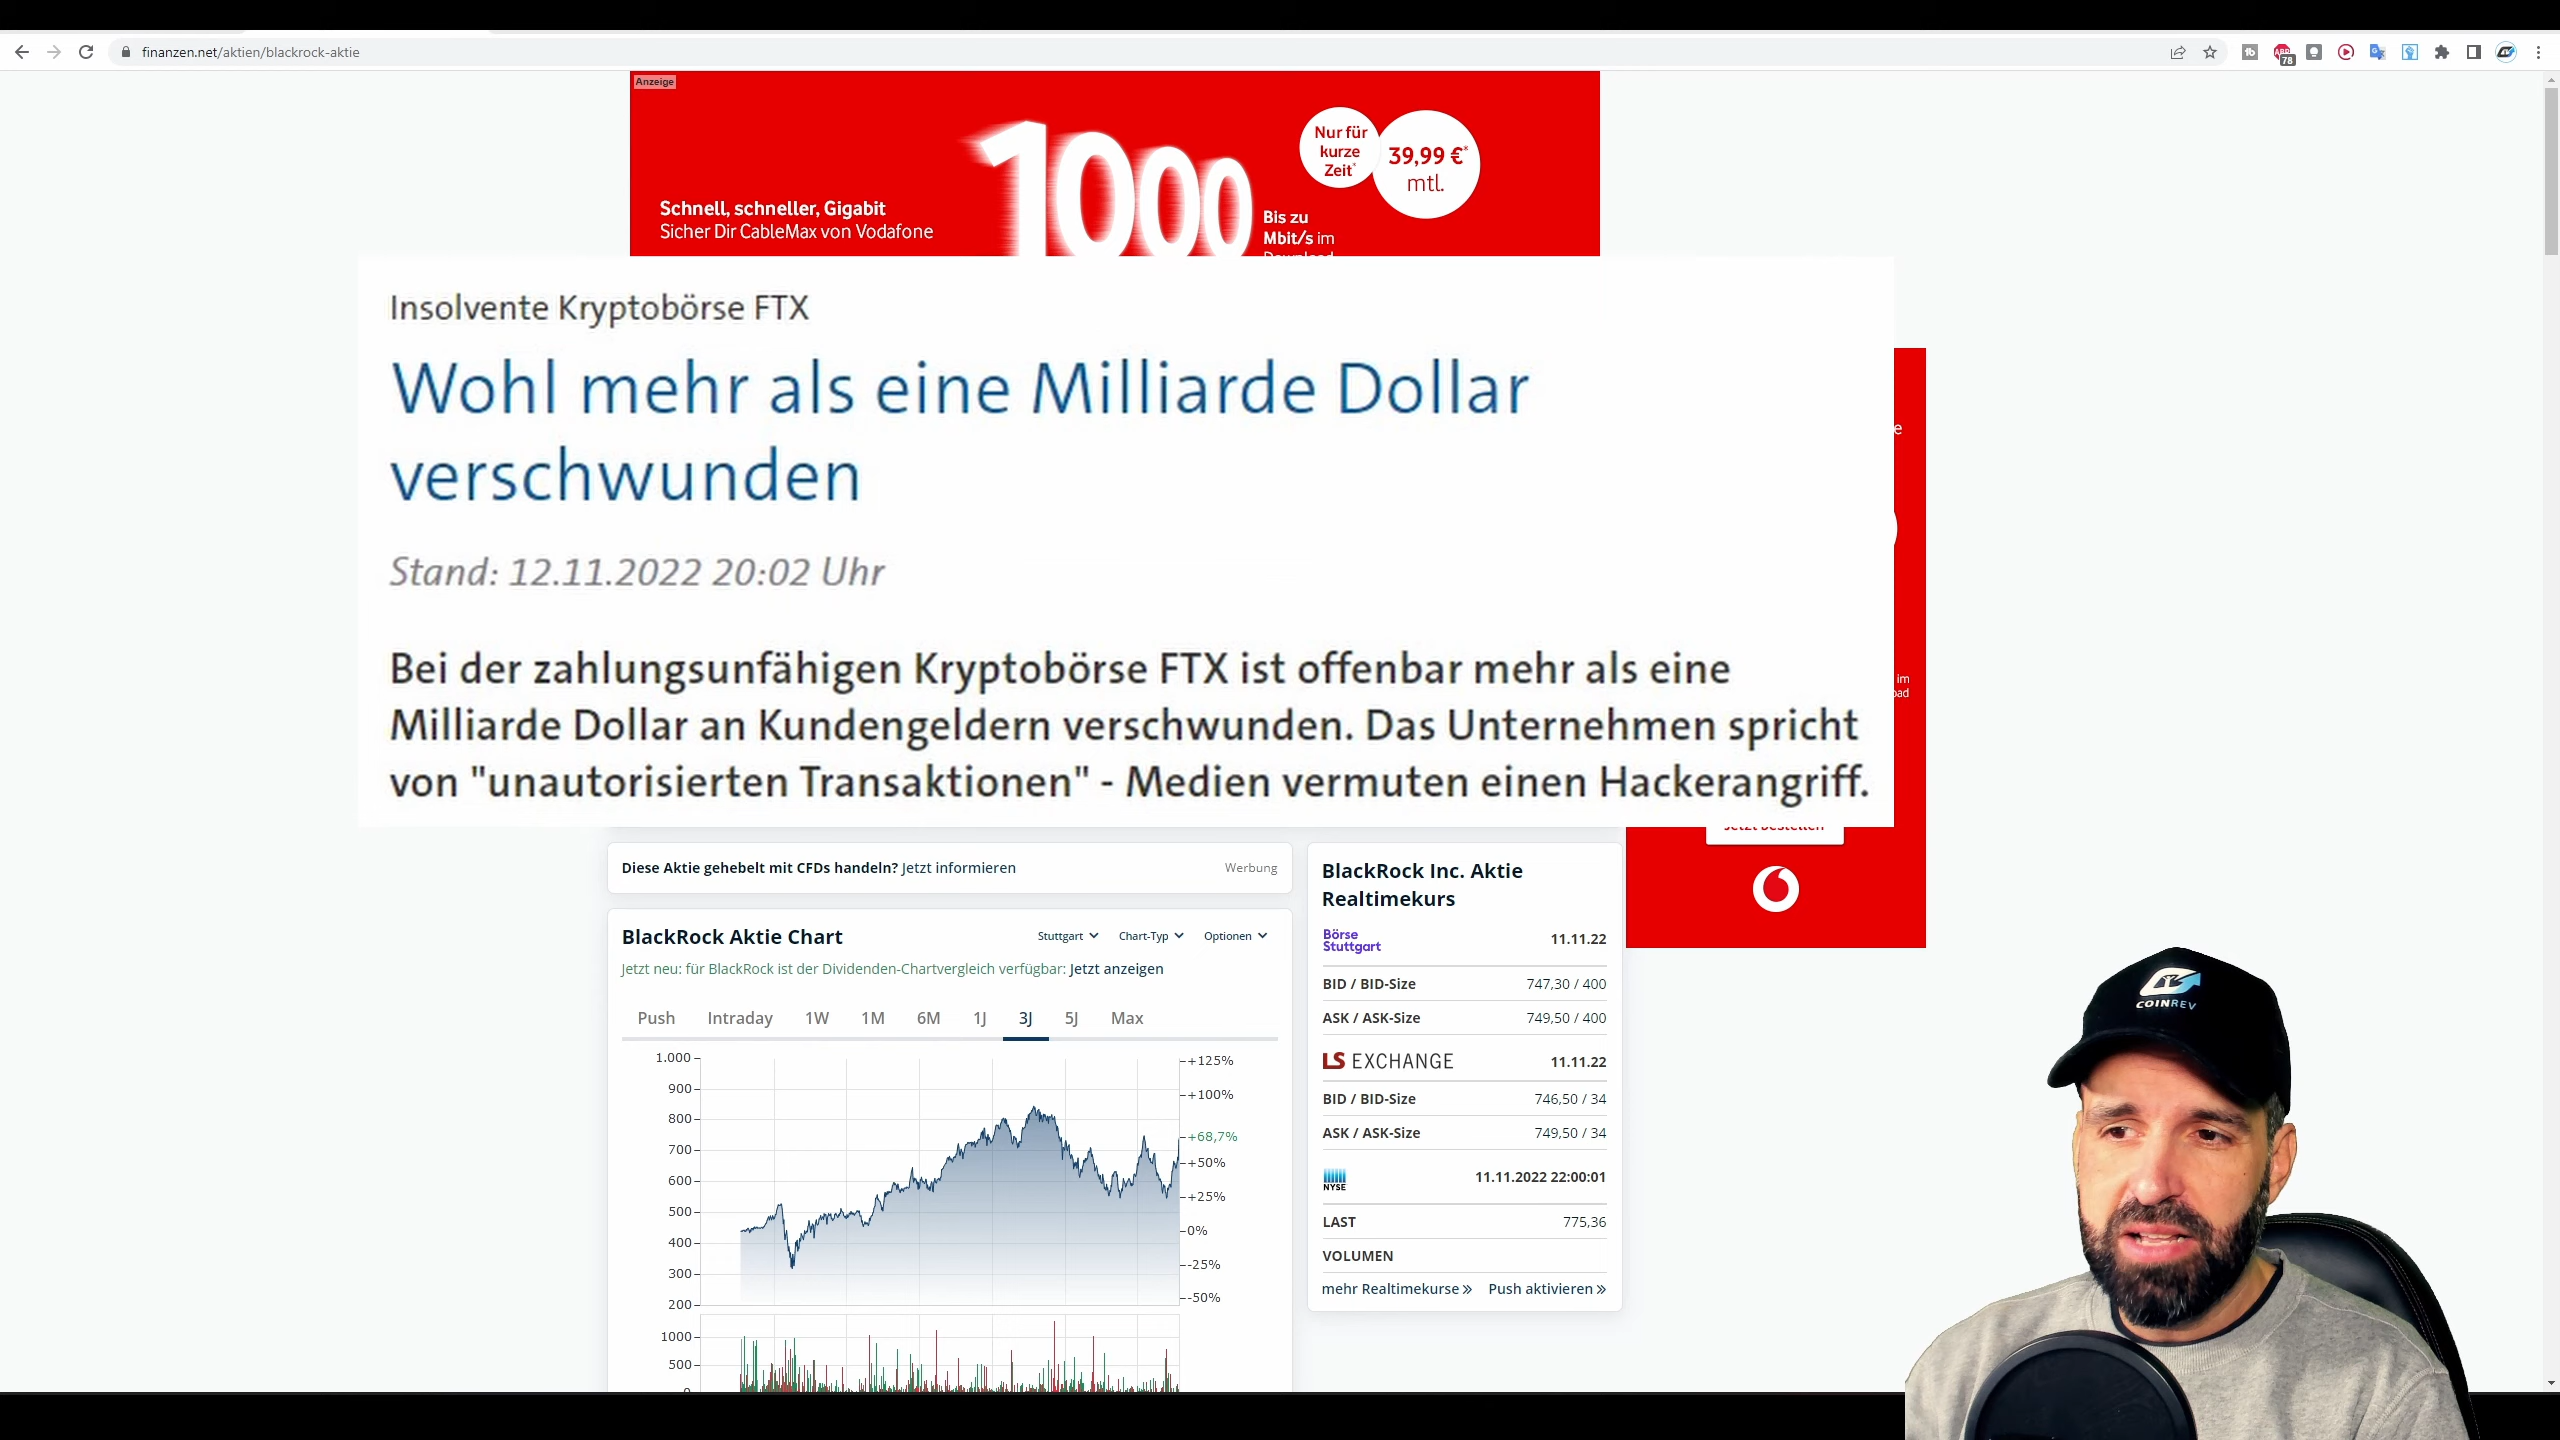 finanzen.net/aktien/blackrock-aktie
78
Anzeige
Schnell, schneller, Gigabit
Sicher Dir CableMax von Vodafone
1000
Bis zu
Mbit/s im
Nur für
kurze
Zeit*
39,99 €*
mtl.
Insolvente Kryptobörse FTX
Wohl mehr als eine Milliarde Dollar
verschwunden
Stand: 12.11.2022 20:02 Uhr
Bei der zahlungsunfähigen Kryptobörse FTX ist offenbar mehr als eine
Milliarde Dollar an Kundengeldern verschwunden. Das Unternehmen spricht
von "unautorisierten Transaktionen" - Medien vermuten einen Hackerangriff.
e
im
Diese Aktie gehebelt mit CFDs handeln? Jetzt informieren
Werbung
BlackRock Aktie Chart
Stuttgart
Chart-Typ
Optionen
Jetzt neu: für BlackRock ist der Dividenden-Chartvergleich verfügbar: Jetzt anzeigen
Push Intraday 1W 1M 6M 1J 3J 5J Max
1.000
900
800
700
600
500
400
300
200
+125%
+100%
+68,7%
+50%
+25%
+0%
-25%
-50%
1000
500
BlackRock Inc. Aktie
Realtimekurs
Börse
Stuttgart
11.11.22
BID / BID-Size 747,30 / 400
ASK / ASK-Size 749,50 / 400
LS EXCHANGE 11.11.22
BID / BID-Size 746,50 / 34
ASK / ASK-Size 749,50 / 34
NYSE 11.11.2022 22:00:01
LAST 775,36
VOLUMEN
mehr Realtimekurse Push aktivieren
COINREV